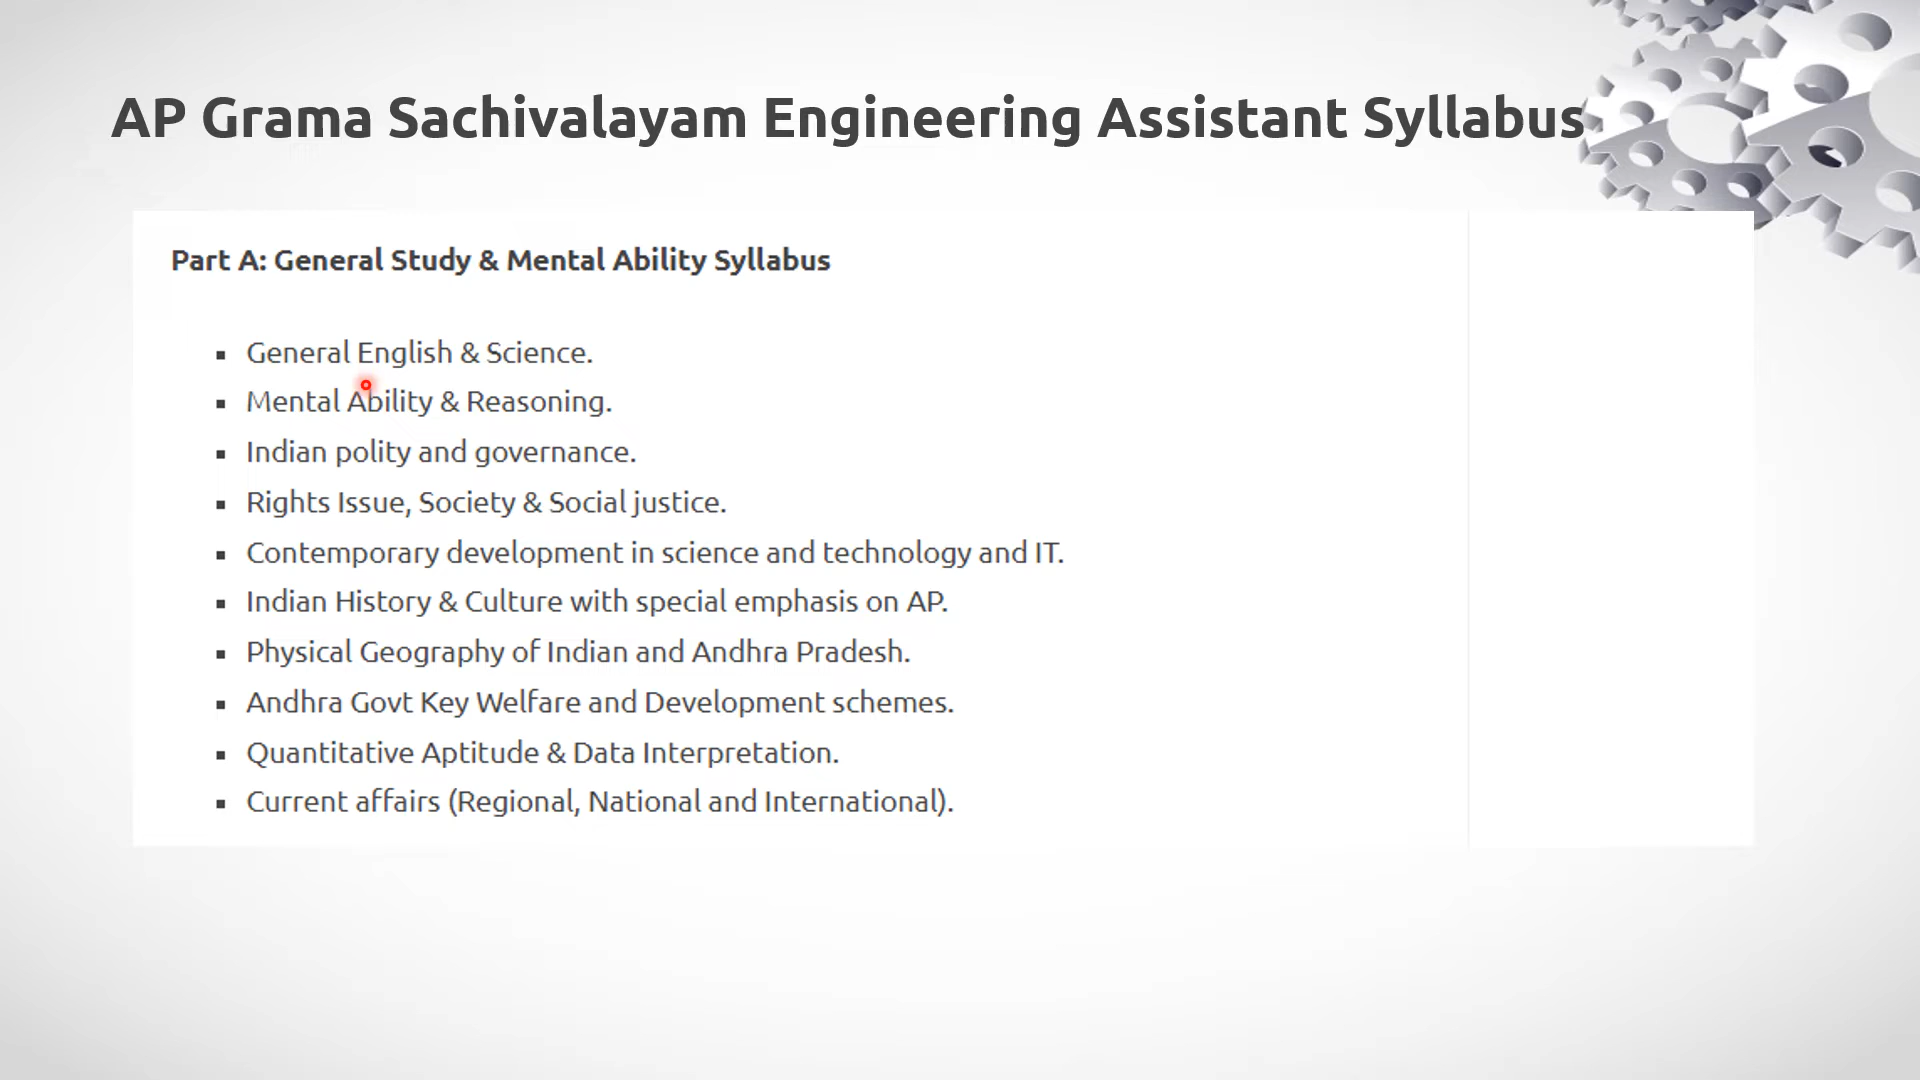 AP Grama Sachivalayam Engineering Assistant Syllabus
Part A: General Study & Mental Ability Syllabus
General English & Science.
Mental Ability & Reasoning.
Indian polity and governance.
Rights Issue, Society & Social justice.
Contemporary development in science and technology and IT.
Indian History & Culture with special emphasis on AP.
Physical Geography of Indian and Andhra Pradesh.
Andhra Govt Key Welfare and Development schemes.
Quantitative Aptitude & Data Interpretation.
Current affairs (Regional, National and International).